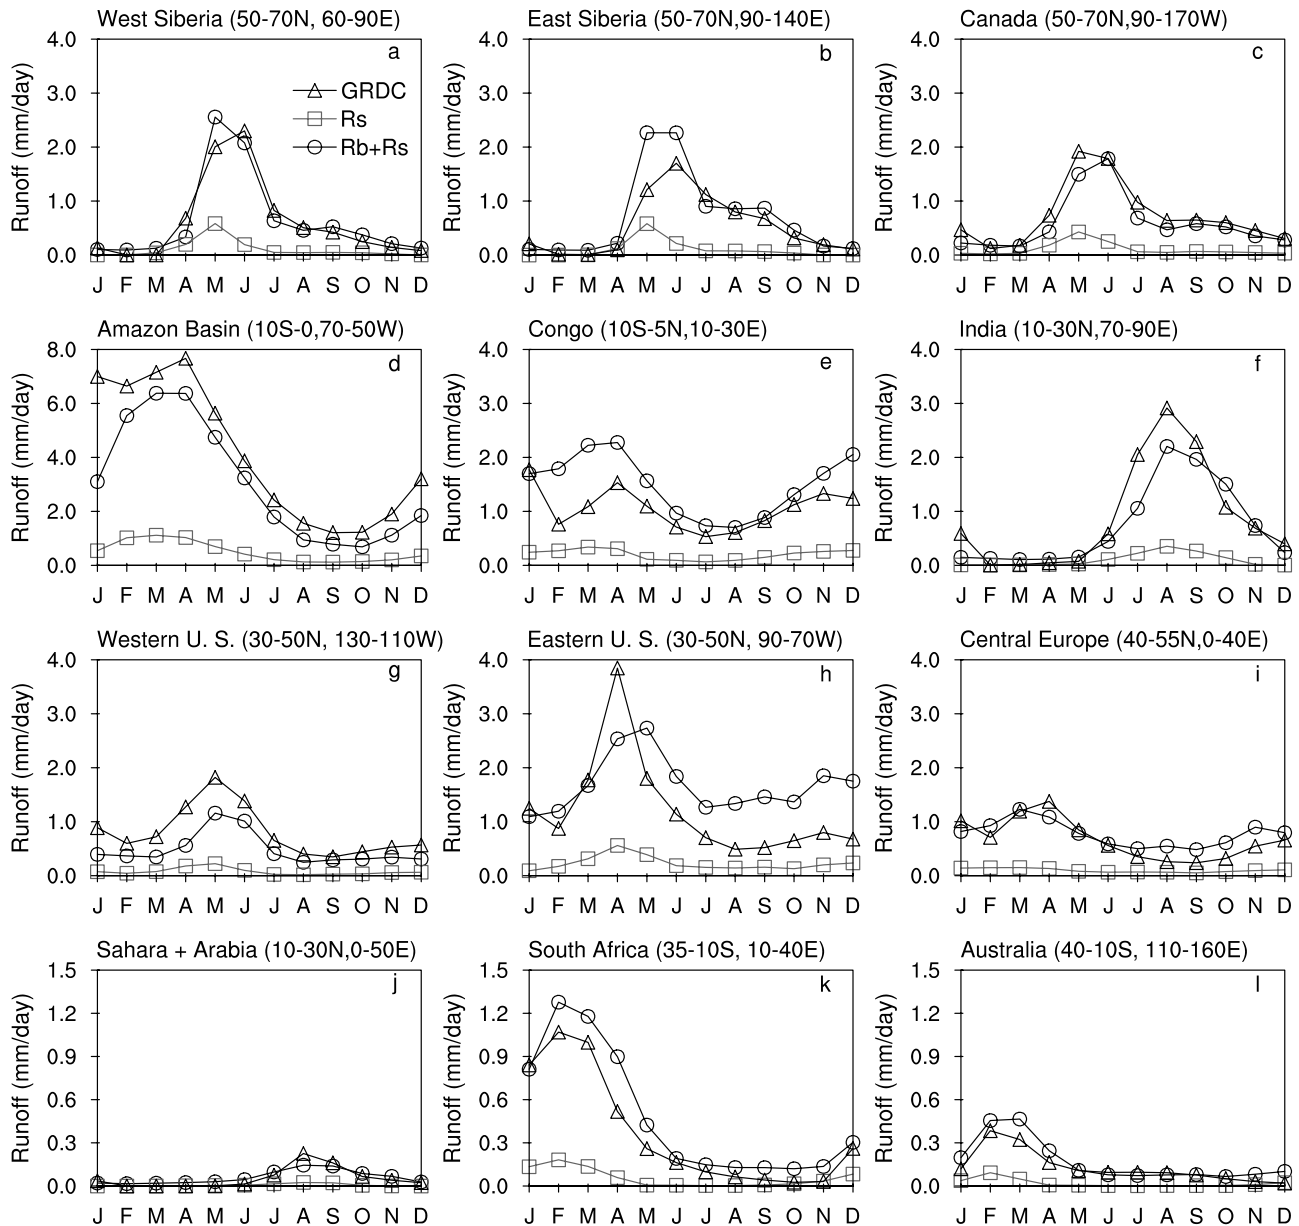 West Siberia (50-70N, 60-90E)
East Siberia (50-70N,90-140E)
Canada (50-70N,90-170W)
4.0
3.0
2.0
1.0
0.0
Runoff (mm/day)
a
GRDC
Rs
Rb+Rs
J F M A M J J A S O N D
4.0
3.0
2.0
1.0
0.0
Runoff (mm/day)
b
J F M A M J J A S O N D
4.0
3.0
2.0
1.0
0.0
Runoff (mm/day)
c
J F M A M J J A S O N D
Amazon Basin (10S-0,70-50W)
Congo (10S-5N,10-30E)
India (10-30N,70-90E)
8.0
6.0
4.0
2.0
0.0
Runoff (mm/day)
d
J F M A M J J A S O N D
4.0
3.0
2.0
1.0
0.0
Runoff (mm/day)
e
J F M A M J J A S O N D
4.0
3.0
2.0
1.0
0.0
Runoff (mm/day)
f
J F M A M J J A S O N D
Western U. S. (30-50N, 130-110W)
Eastern U. S. (30-50N, 90-70W)
Central Europe (40-55N,0-40E)
4.0
3.0
2.0
1.0
0.0
Runoff (mm/day)
g
J F M A M J J A S O N D
4.0
3.0
2.0
1.0
0.0
Runoff (mm/day)
h
J F M A M J J A S O N D
4.0
3.0
2.0
1.0
0.0
Runoff (mm/day)
i
J F M A M J J A S O N D
Sahara + Arabia (10-30N,0-50E)
South Africa (35-10S, 10-40E)
Australia (40-10S, 110-160E)
1.5
1.2
0.9
0.6
0.3
0.0
Runoff (mm/day)
j
J F M A M J J A S O N D
1.5
1.2
0.9
0.6
0.3
0.0
Runoff (mm/day)
k
J F M A M J J A S O N D
1.5
1.2
0.9
0.6
0.3
0.0
Runoff (mm/day)
l
J F M A M J J A S O N D